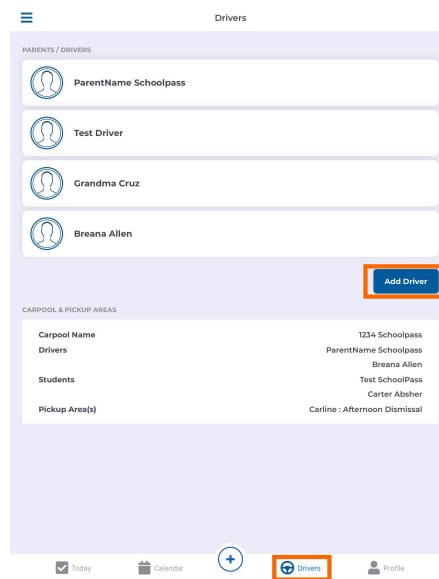 Drivers
PARENTS / DRIVERS
ParentName Schoolpass
Test Driver
Grandma Cruz
Breana Allen
Add Driver
CARPOOL & PICKUP AREAS
Carpool Name 1234 Schoolpass
Drivers ParentName Schoolpass
Breana Allen
Students Test SchoolPass
Carter Absher
Pickup Area(s) Carline : Afternoon Dismissal
Today Calendar + Drivers Profile